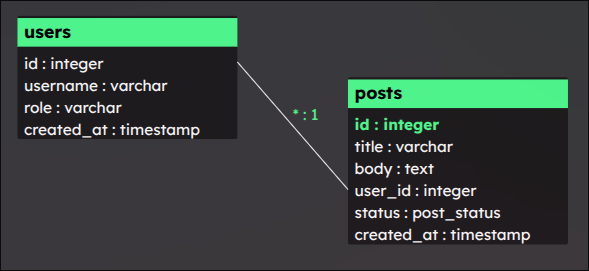 users
id : integer
username : varchar
role : varchar
created_at : timestamp
* : 1
posts
id : integer
title : varchar
body : text
user_id : integer
status : post_status
created_at : timestamp